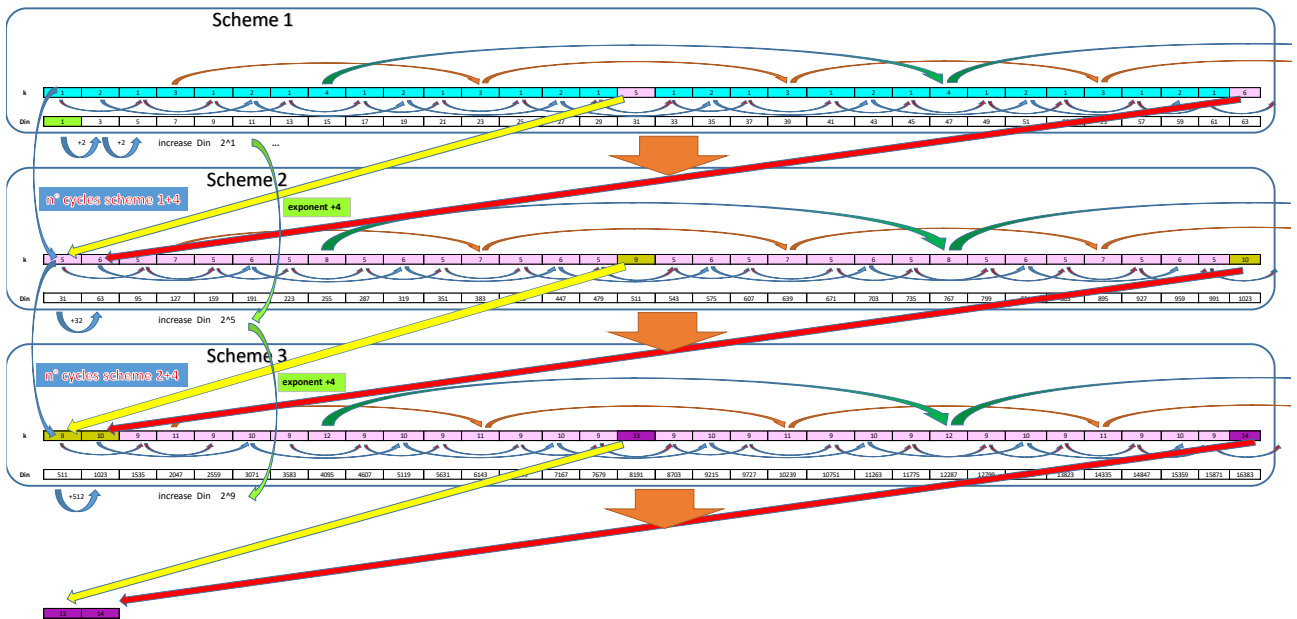 Scheme 1
k 1 2 1 3 1 2 1 4 1 2 1 3 1 2 1 5 1 2 1 3 1 2 1 4 1 2 1 3 1 2 1 6
Din 1 3 5 7 9 11 13 15 17 19 21 23 25 27 29 31 33 35 37 39 41 43 45 47 49 51 57 59 61 63
+2 +2 increase Din 2^1 ...
Scheme 2
n° cycles scheme 1+4
exponent +4
k 5 6 5 7 5 6 5 8 5 6 5 7 5 6 5 9 5 6 5 7 5 6 5 8 5 6 5 7 5 6 5 10
Din 31 63 95 127 159 191 223 255 287 319 351 383 447 479 511 543 575 607 639 671 703 735 767 799 895 927 959 991 1023
+32 increase Din 2^5
Scheme 3
n° cycles scheme 2+4
exponent +4
k 9 10 9 11 9 10 9 12 9 10 9 11 9 10 9 13 9 10 9 11 9 10 9 12 9 10 9 11 9 10 9 14
Din 511 1023 1535 2047 2559 3071 3583 4095 4607 5119 5631 6143 7167 7679 8191 8703 9215 9727 10239 10751 11263 11775 12287 12799 13823 14335 14847 15359 15871 16383
+512 increase Din 2^9
13 14